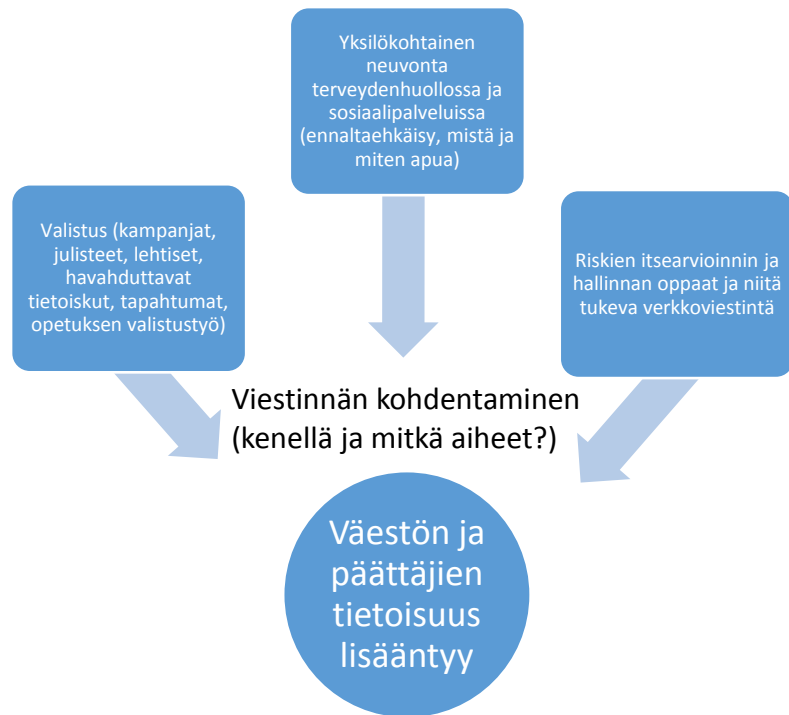 Yksilökohtainen
neuvonta
terveydenhuollossa ja
sosiaalipalveluissa
(ennaltaehkäisy, mistä ja
miten apua)
Valistus (kampanjat,
julisteet, lehtiset,
havahduttavat
tietoiskut, tapahtumat,
opetuksen valistustyö)
Riskien itsearvioinnin ja
hallinnan oppaat ja niitä
tukeva verkkoviestintä
Viestinnän kohdentaminen
(kenellä ja mitkä aiheet?)
Väestön ja
päättäjien
tietoisuus
lisääntyy